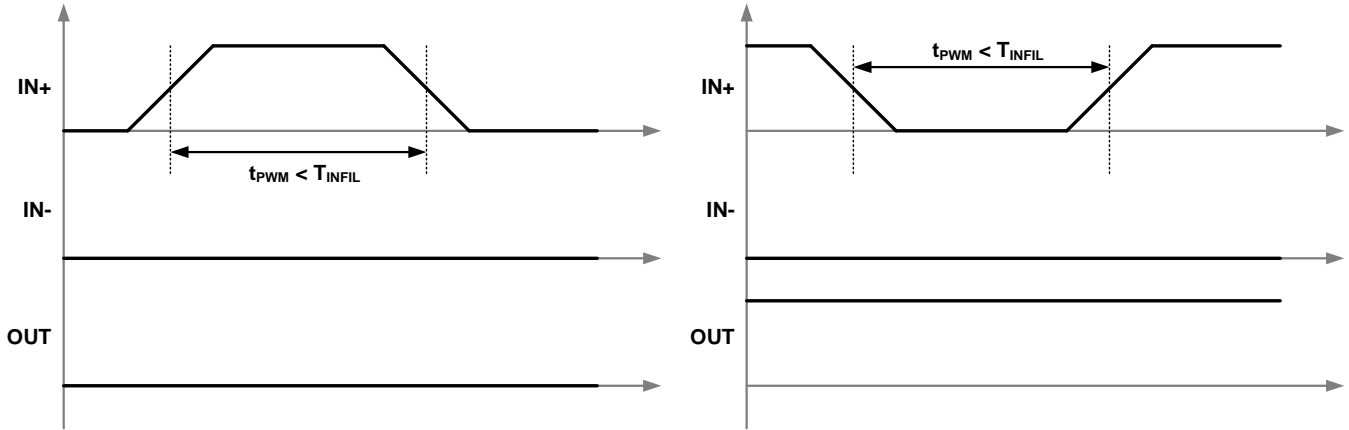 IN+
t_PWM < T_INFIL
IN-
OUT
IN+
t_PWM < T_INFIL
IN-
OUT